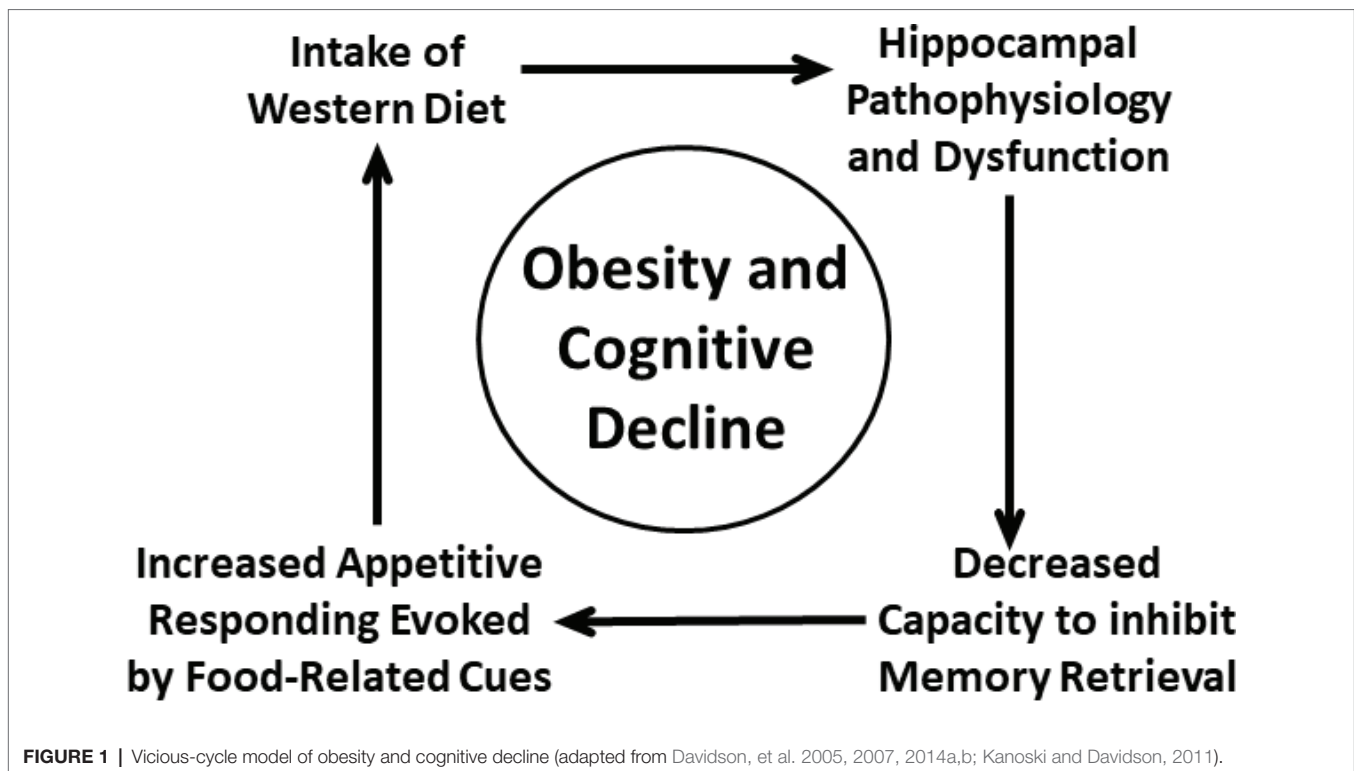 Intake of
Western Diet
Hippocampal
Pathophysiology
and Dysfunction
Obesity and
Cognitive
Decline
Increased Appetitive
Responding Evoked
by Food-Related Cues
Decreased
Capacity to inhibit
Memory Retrieval
FIGURE 1 | Vicious-cycle model of obesity and cognitive decline (adapted from Davidson, et al. 2005, 2007, 2014a,b; Kanoski and Davidson, 2011).